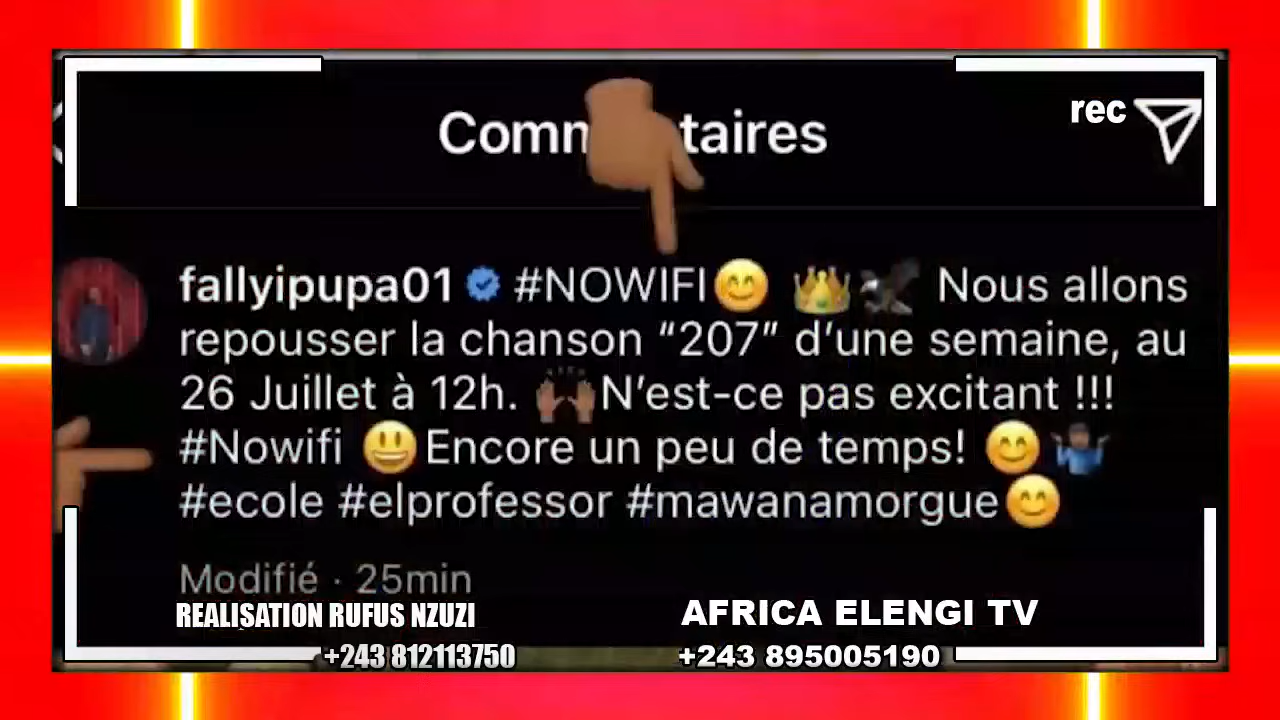 Comm taires
rec
fallyipupa01 #NOWIFI😊 👑🦅 Nous allons
repousser la chanson “207” d’une semaine, au
26 Juillet à 12h. 🙌🏽N’est-ce pas excitant !!!
#Nowifi 😃Encore un peu de temps! 😊🤷🏽‍♂️
#ecole #elprofessor #mawanamorgue😊
Modifié · 25min
REALISATION RUFUS NZUZI
+243 812113750
AFRICA ELENGI TV
+243 895005190